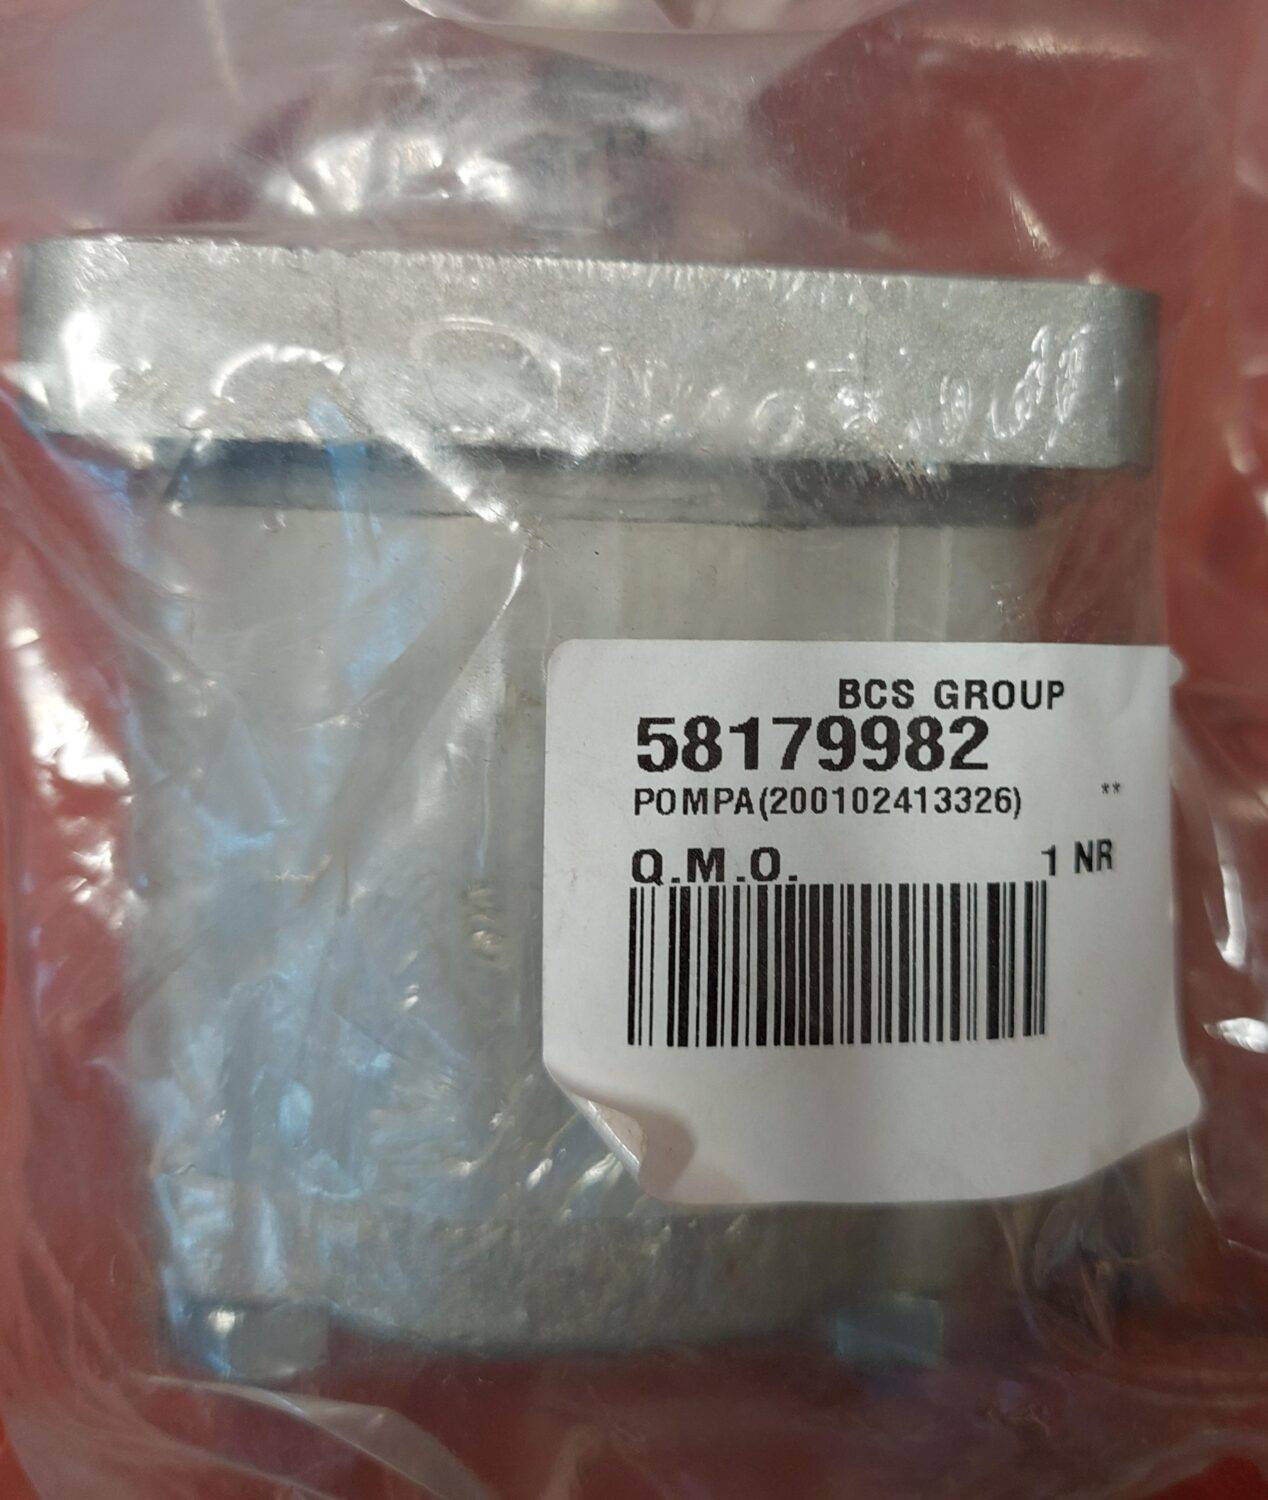 BCS GROUP
58179982
POMPA(200102413326) **
Q.M.O. 1 NR